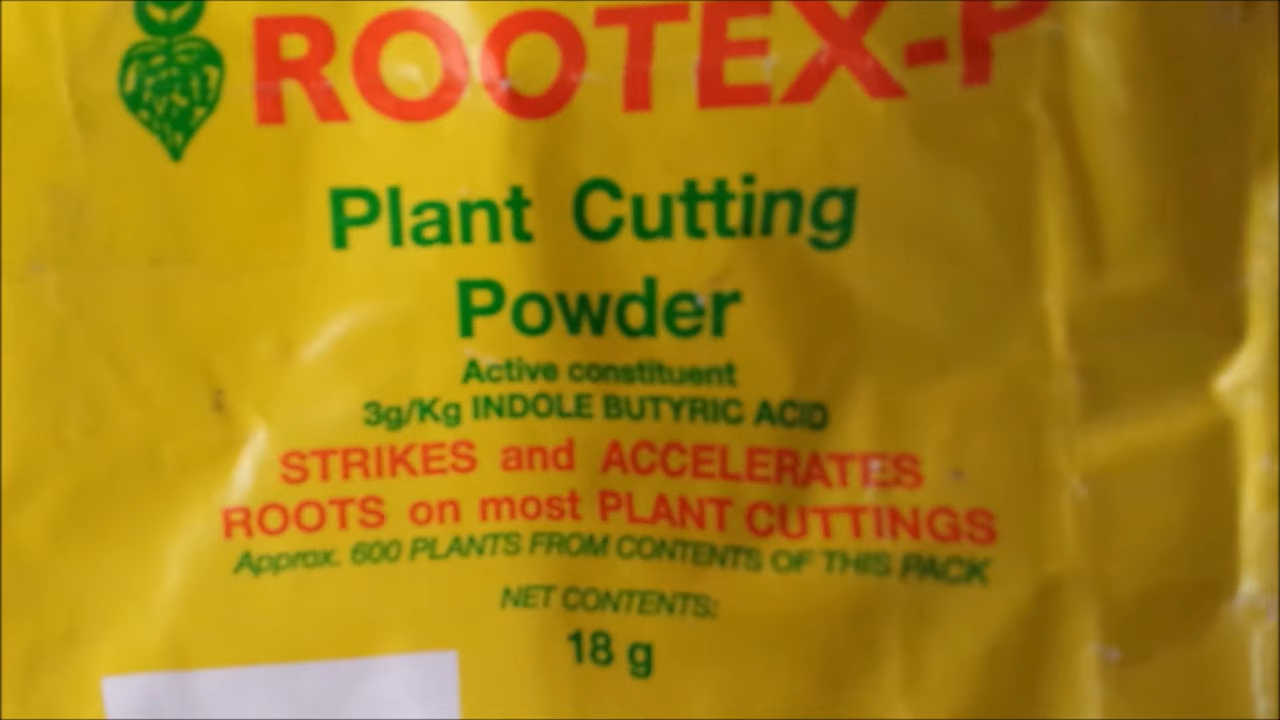 ROOTEX-P
Plant Cutting
Powder
Active constituent
3g/Kg INDOLE BUTYRIC ACID
STRIKES and ACCELERATES
ROOTS on most PLANT CUTTINGS
Approx. 600 PLANTS FROM CONTENTS OF THIS PACK
NET CONTENTS:
18 g